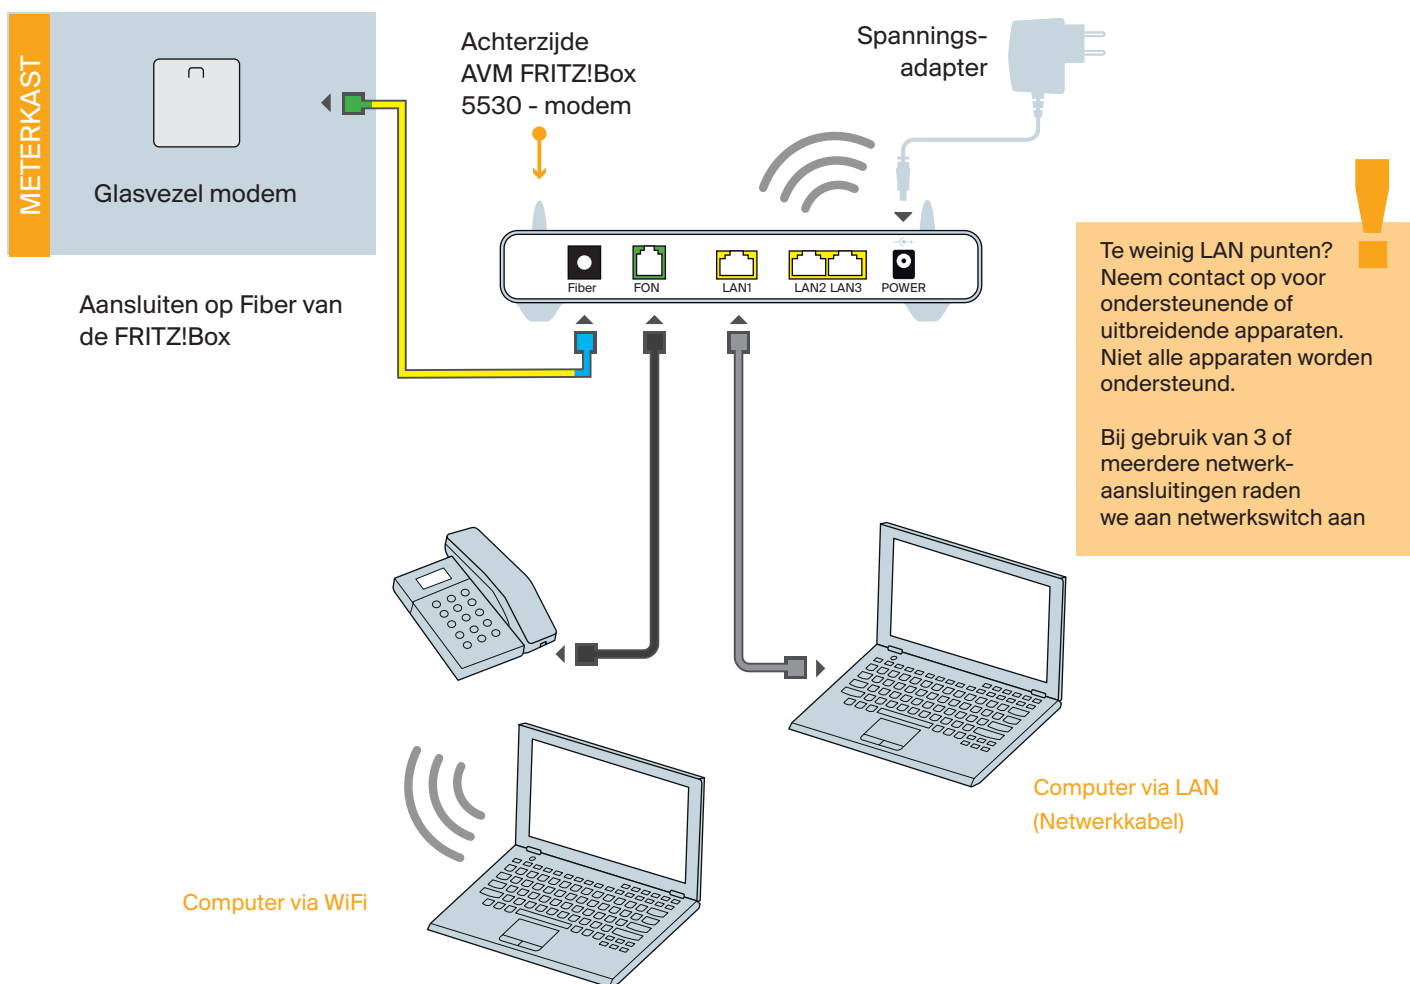 METERKAST
Glasvezel modem
Aansluiten op Fiber van
de FRITZ!Box
Achterzijde
AVM FRITZ!Box
5530 - modem
Spannings-
adapter
Fiber
FON
LAN1
LAN2 LAN3
POWER
!
Te weinig LAN punten?
Neem contact op voor
ondersteunende of
uitbreidende apparaten.
Niet alle apparaten worden
ondersteund.
Bij gebruik van 3 of
meerdere netwerk-
aansluitingen raden
we aan netwerkswitch aan
Computer via LAN
(Netwerkkabel)
Computer via WiFi